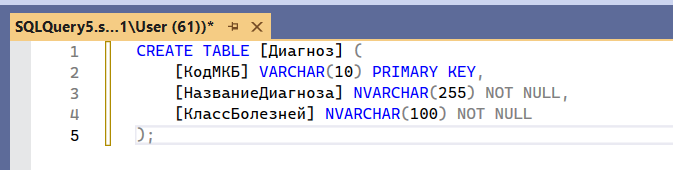 SQLQuery5.s...1\User (61))*
1 CREATE TABLE [Диагноз] (
2 [КодМКБ] VARCHAR(10) PRIMARY KEY,
3 [НазваниеДиагноза] NVARCHAR(255) NOT NULL,
4 [КлассБолезней] NVARCHAR(100) NOT NULL
5 );